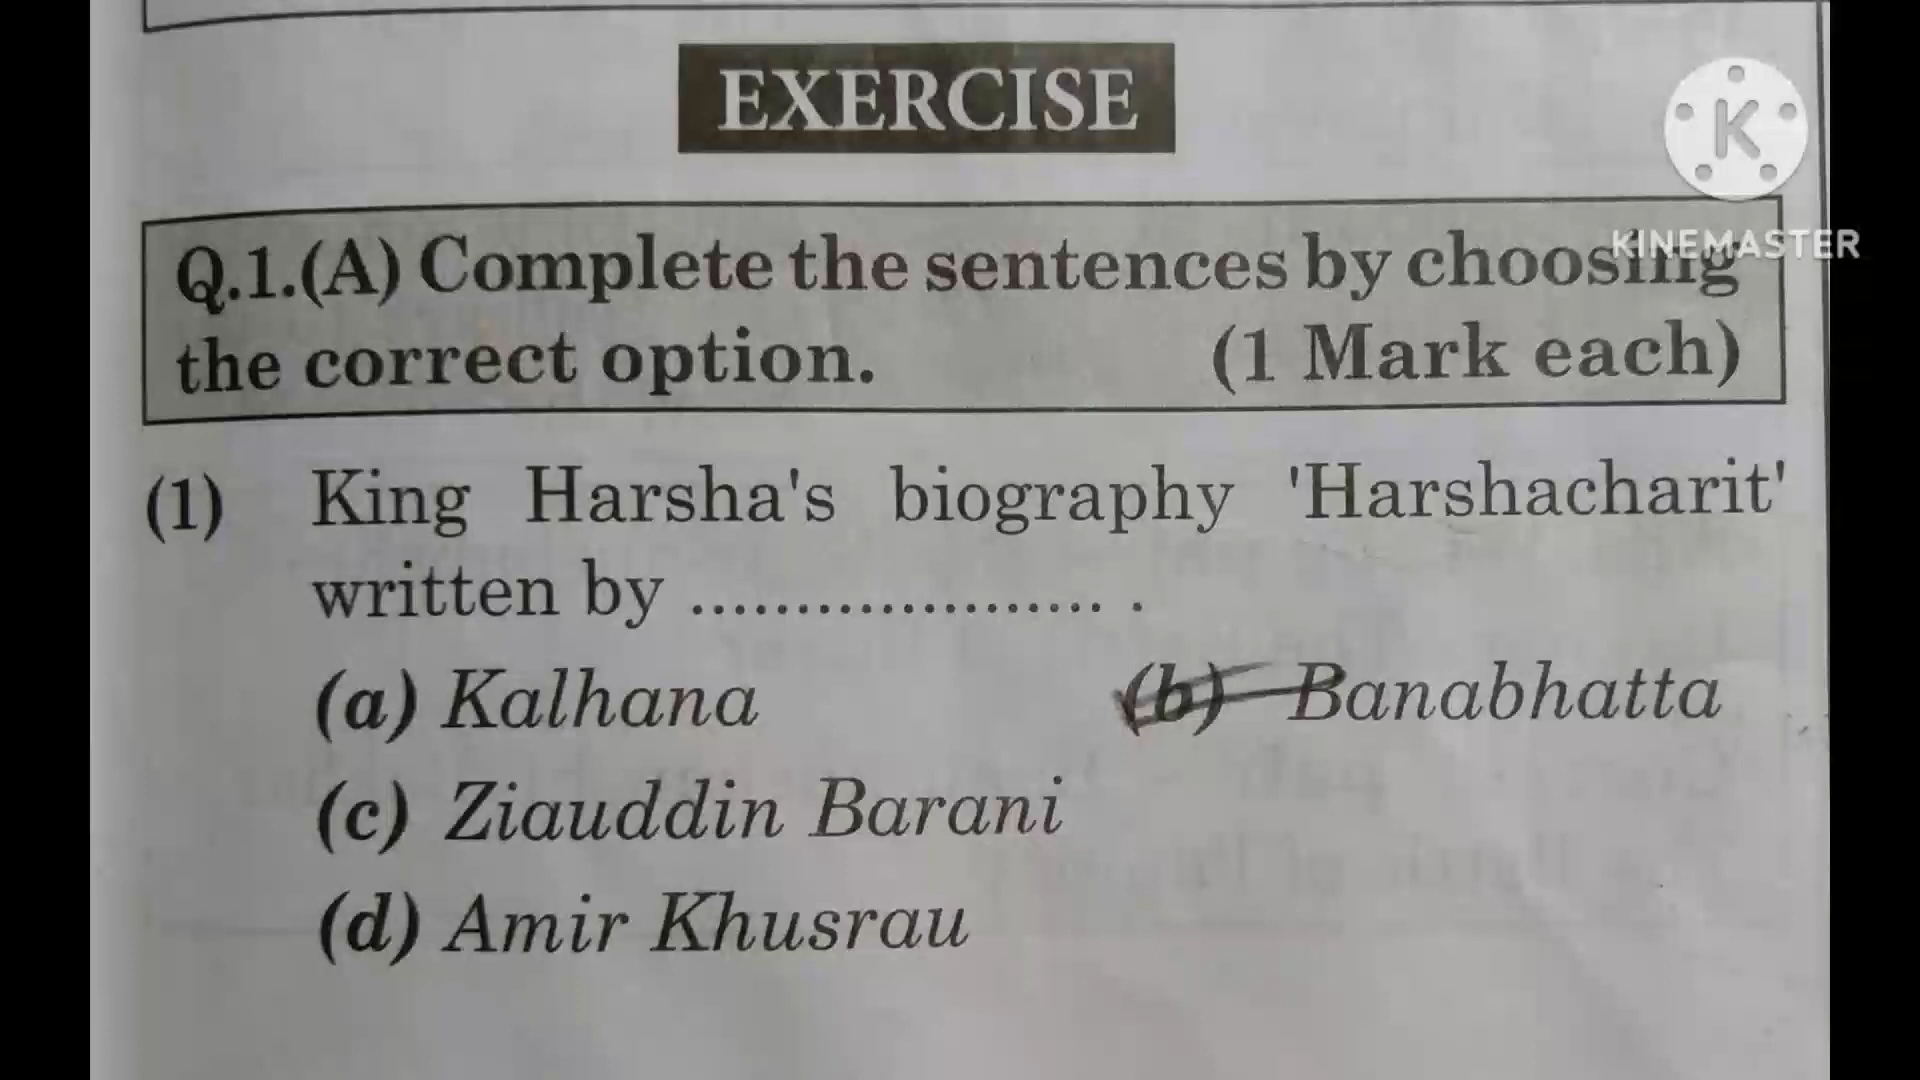 EXERCISE
K
KINEMASTER
Q.1.(A) Complete the sentences by choosing
the correct option. (1 Mark each)
(1) King Harsha's biography 'Harshacharit'
written by .................... .
(a) Kalhana (b) Banabhatta
(c) Ziauddin Barani
(d) Amir Khusrau